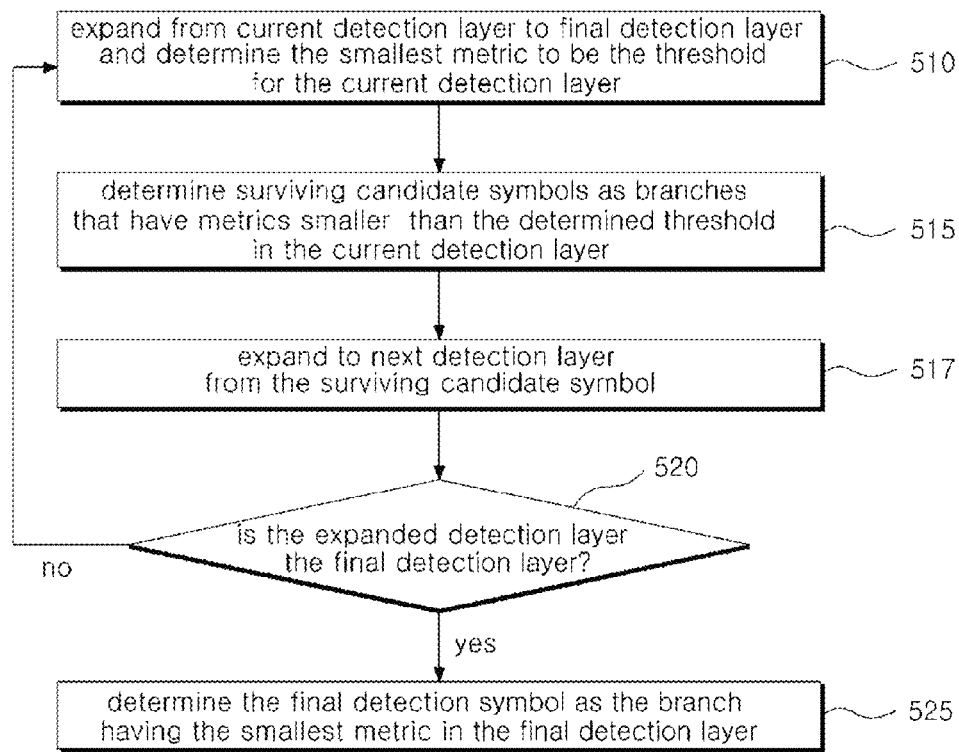 expand from current detection layer to final detection layer
and determine the smallest metric to be the threshold
for the current detection layer
510
determine surviving candidate symbols as branches
that have metrics smaller than the determined threshold
in the current detection layer
515
expand to next detection layer
from the surviving candidate symbol
517
520
is the expanded detection layer
the final detection layer?
no
yes
determine the final detection symbol as the branch
having the smallest metric in the final detection layer
525